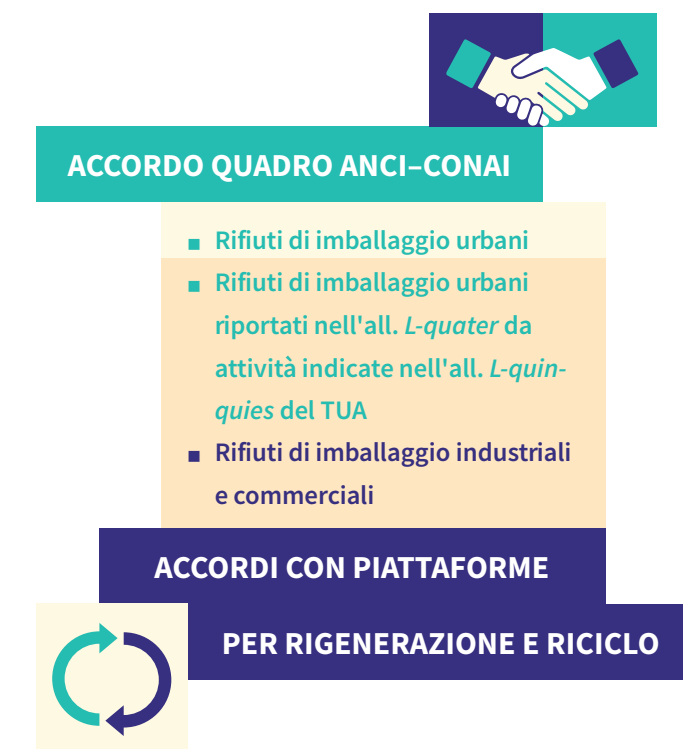 ACCORDO QUADRO ANCI–CONAI
▪ Rifiuti di imballaggio urbani
▪ Rifiuti di imballaggio urbani
riportati nell'all. L-quater da
attività indicate nell'all. L-quin-
quies del TUA
▪ Rifiuti di imballaggio industriali
e commerciali
ACCORDI CON PIATTAFORME
PER RIGENERAZIONE E RICICLO